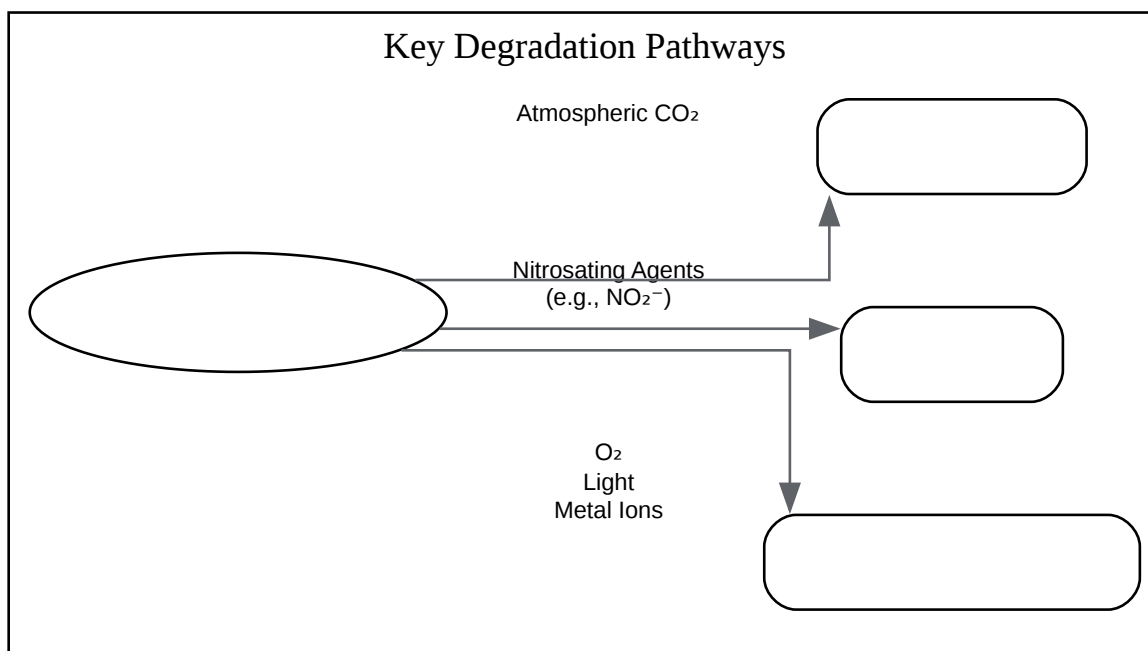 Key Degradation Pathways
Atmospheric CO₂
Nitrosating Agents
(e.g., NO₂⁻)
O₂
Light
Metal Ions